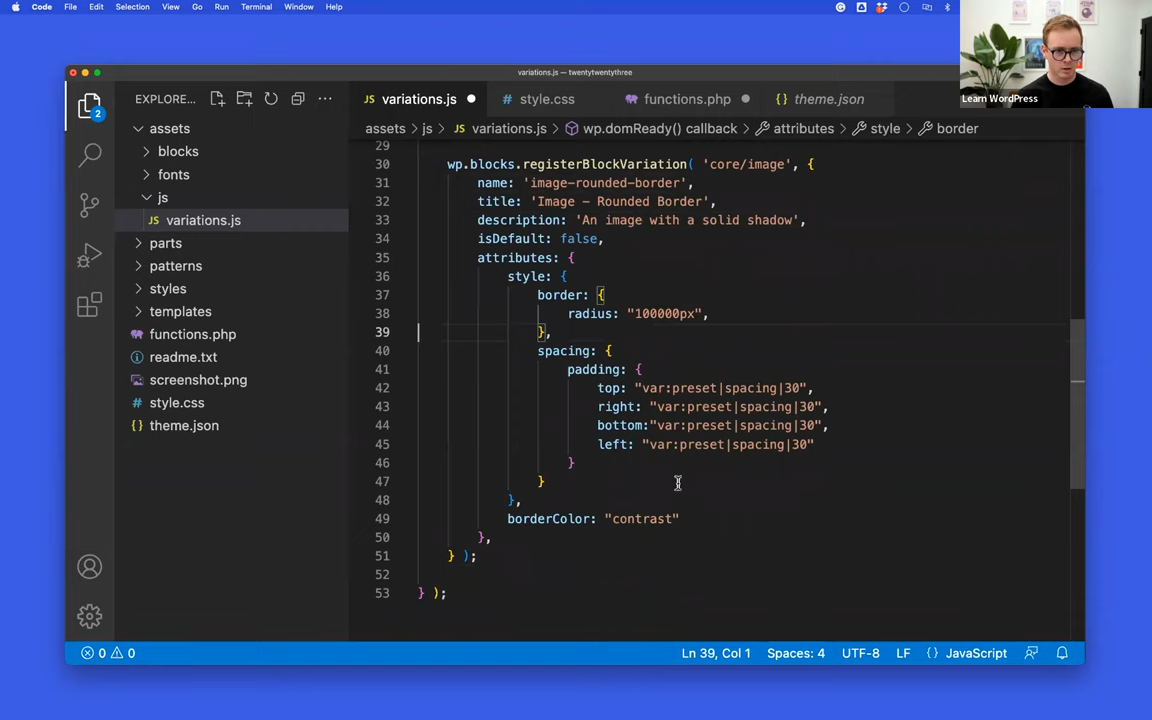 Code File Edit Selection View Go Run Terminal Window Help
Learn WordPress
variations.js — twentytwentythree
EXPLORE...
variations.js
style.css
functions.php
theme.json
assets > js > JS variations.js > wp.domReady() callback > attributes > style > border
2
assets
blocks
fonts
js
JS variations.js
parts
patterns
styles
templates
functions.php
readme.txt
screenshot.png
style.css
theme.json
29
30 wp.blocks.registerBlockVariation( 'core/image', {
31 name: 'image-rounded-border',
32 title: 'Image – Rounded Border',
33 description: 'An image with a solid shadow',
34 isDefault: false,
35 attributes: {
36 style: {
37 border: {
38 radius: "100000px",
39 },
40 spacing: {
41 padding: {
42 top: "var:preset|spacing|30",
43 right: "var:preset|spacing|30",
44 bottom:"var:preset|spacing|30",
45 left: "var:preset|spacing|30"
46 }
47 }
48 },
49 borderColor: "contrast"
50 },
51 } );
52
53 } );
0 0 Ln 39, Col 1 Spaces: 4 UTF-8 LF {} JavaScript